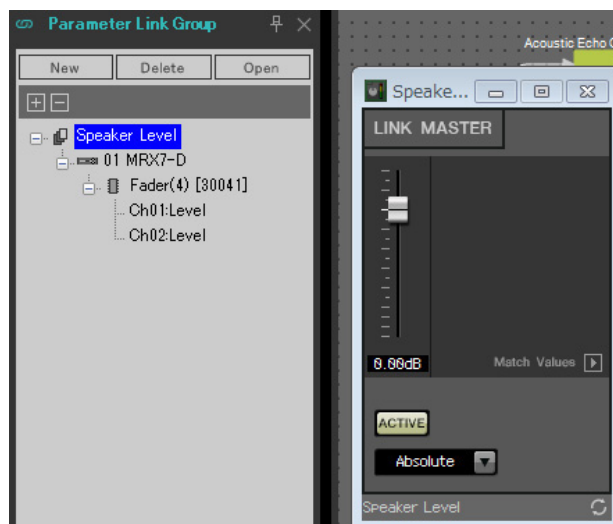 Parameter Link Group
New Delete Open
Speaker Level
01 MRX7-D
Fader(4) [30041]
Ch01:Level
Ch02:Level
Acoustic Echo
Speake...
LINK MASTER
0.00dB
Match Values
ACTIVE
Absolute
Speaker Level